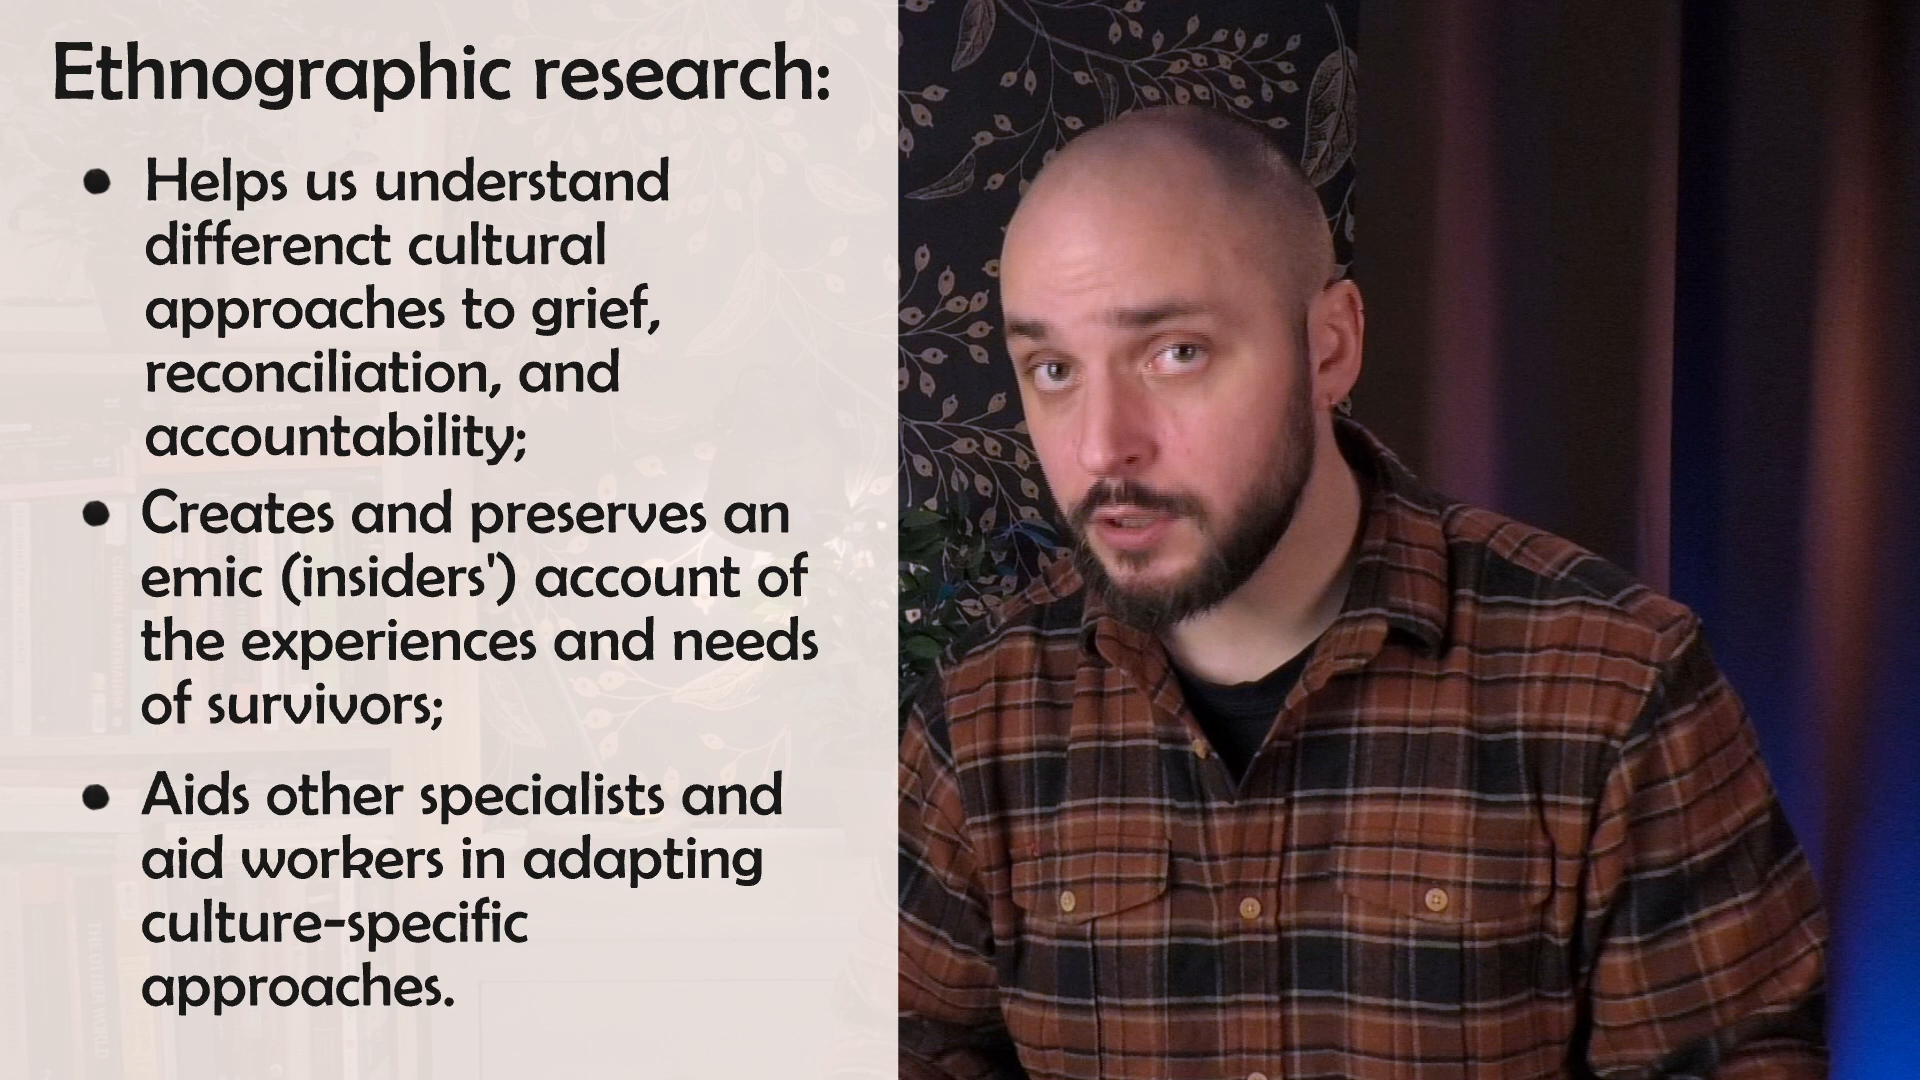 Ethnographic research:
Helps us understand
differenct cultural
approaches to grief,
reconciliation, and
accountability;
Creates and preserves an
emic (insiders') account of
the experiences and needs
of survivors;
Aids other specialists and
aid workers in adapting
culture-specific
approaches.